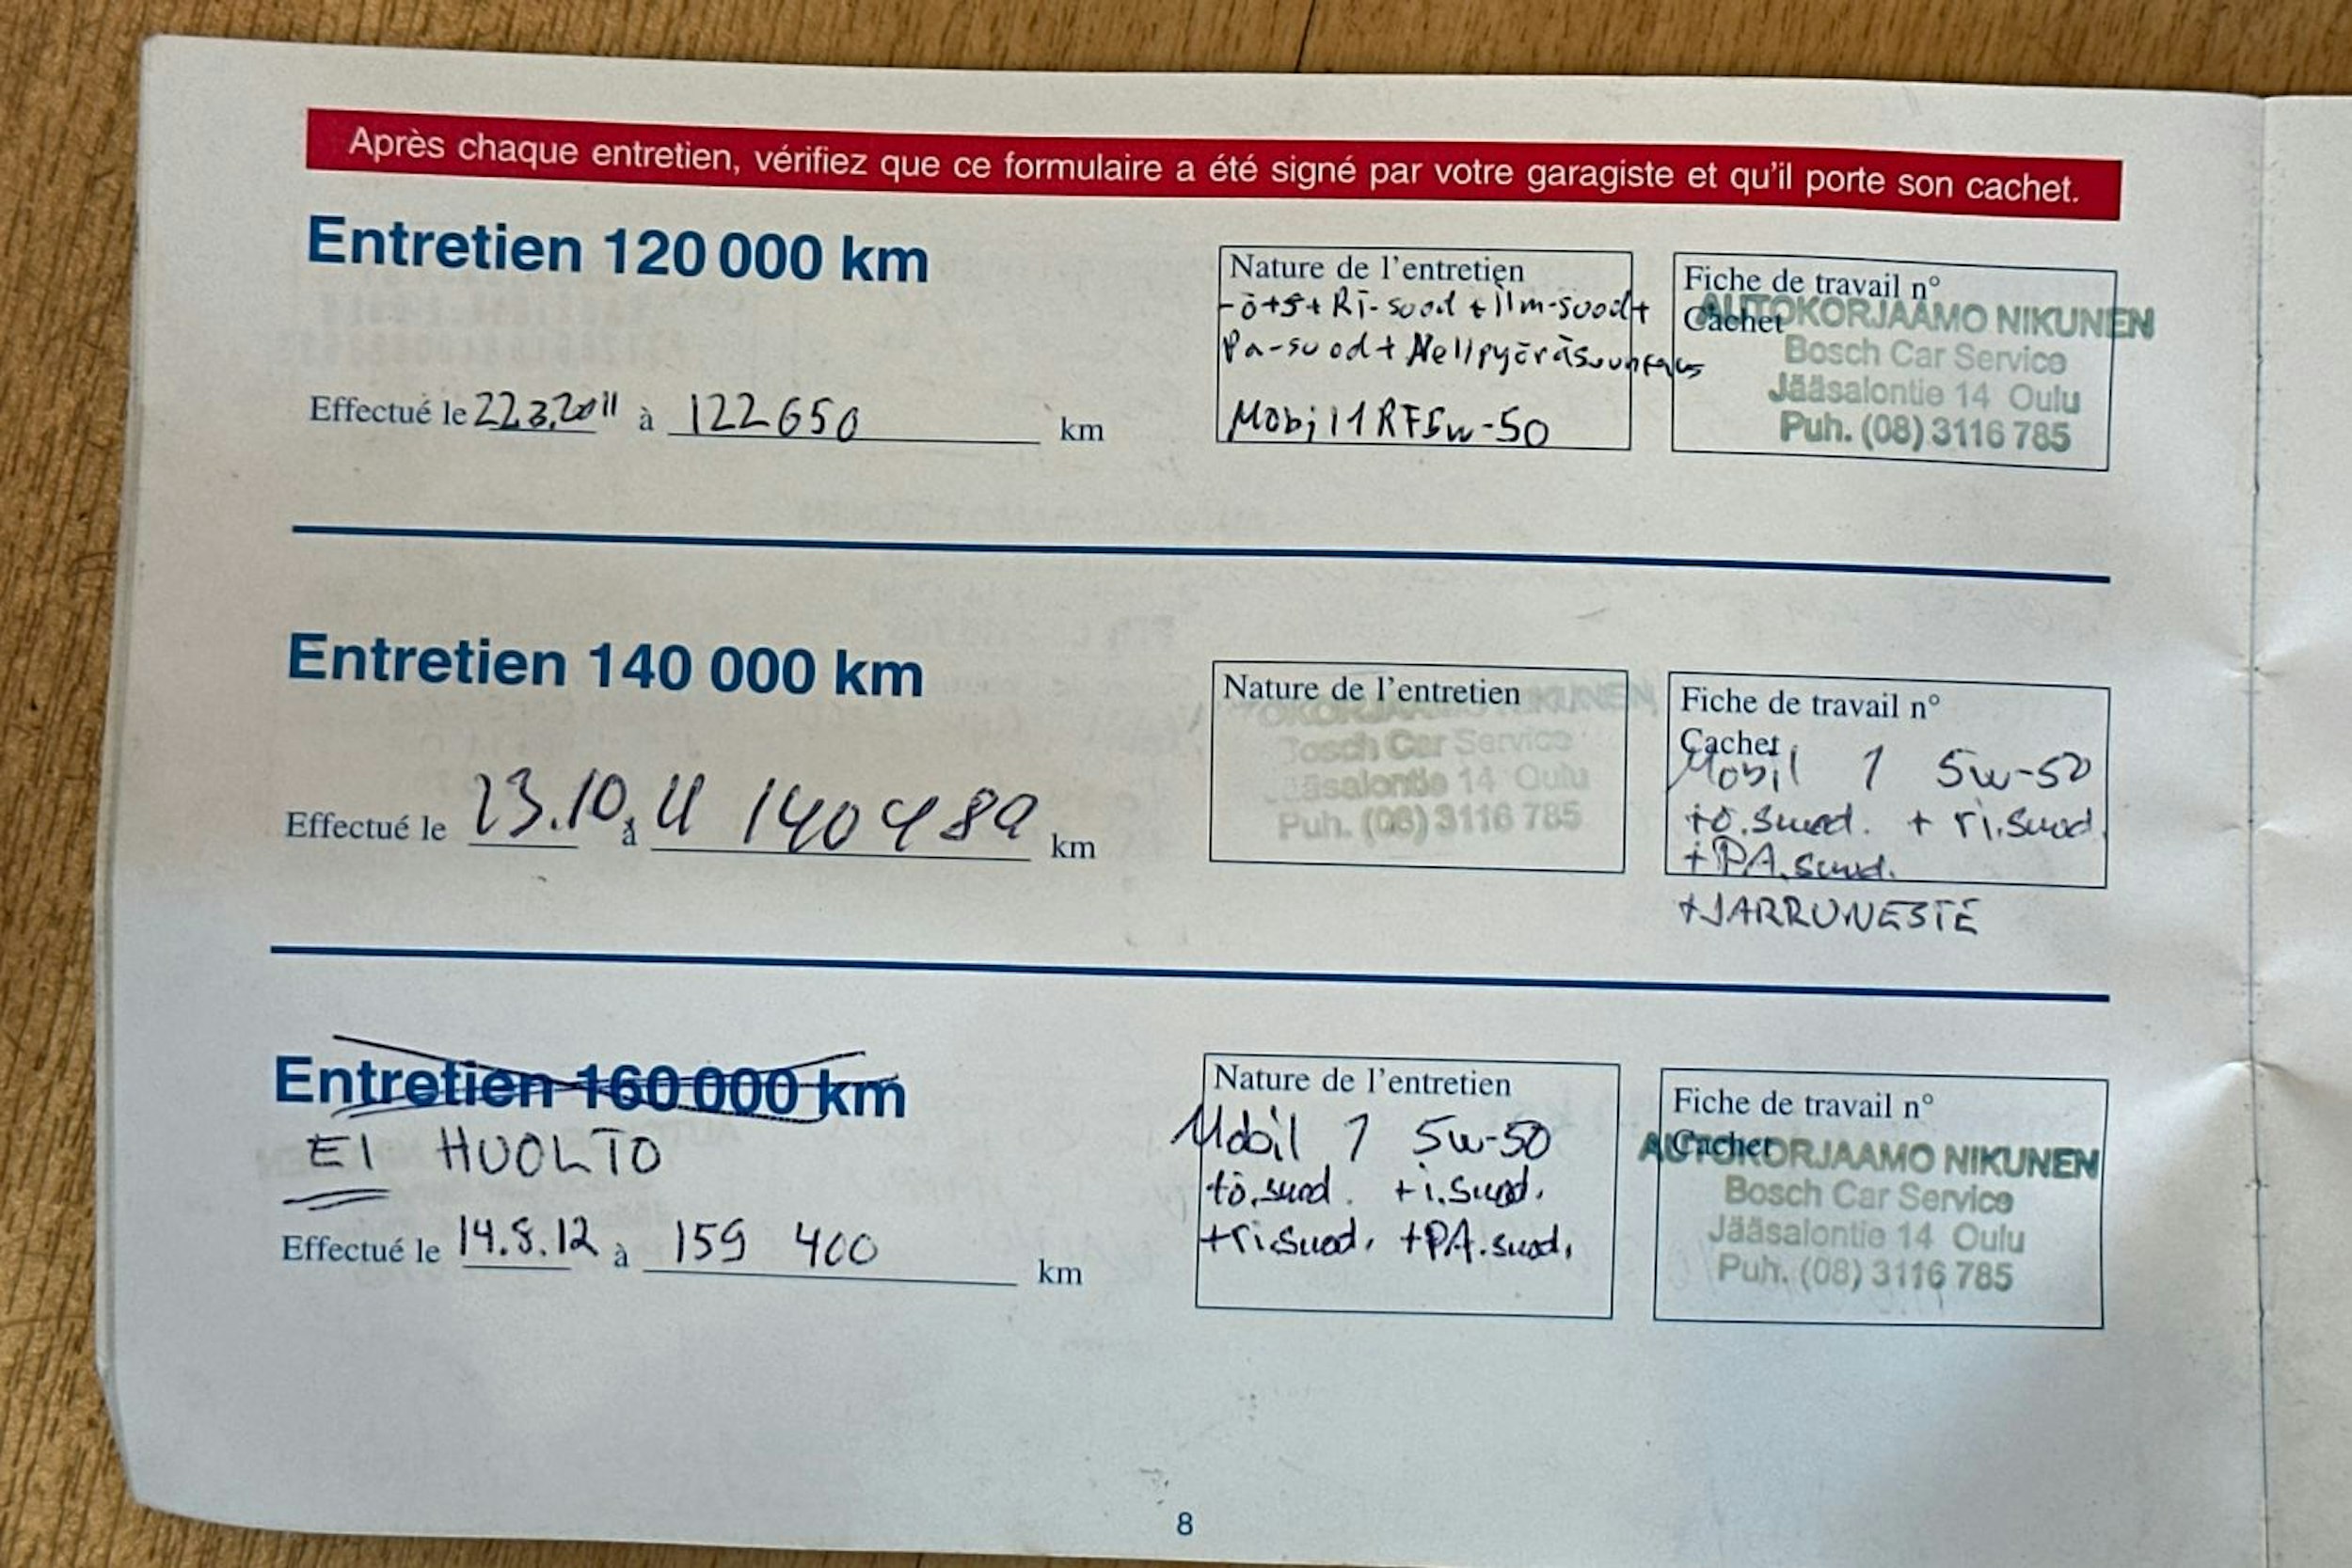 Après chaque entretien, vérifiez que ce formulaire a été signé par votre garagiste et qu'il porte son cachet.
Entretien 120 000 km
Effectué le 22.3.2011 à 122650 km
Nature de l'entretien
-ö+s+Ri-suod+ilm-suod+
Pa-suod+Nelipyöräsuuntaus
Mobil 1 RF5w-50
Fiche de travail n°
Cachet
AUTOKORJAAMO NIKUNEN
Bosch Car Service
Jääsalontie 14 Oulu
Puh. (08) 3116 785
Entretien 140 000 km
Effectué le 23.10.11 à 140489 km
Nature de l'entretien
OKORJAAMO NIKUNEN
Bosch Car Service
Jääsalontie 14 Oulu
Puh. (08) 3116 785
Fiche de travail n°
Cachet
Mobil 1 5w-50
+ö.suod. + ri.suod.
+PA.suod.
+JARRUNESTE
Entretien 160 000 km
EI HUOLTO
Effectué le 14.8.12 à 159 400 km
Nature de l'entretien
Mobil 1 5w-50
+ö.suod. +i.suod.
+ri.suod. +PA.suod.
Fiche de travail n°
Cachet
AUTOKORJAAMO NIKUNEN
Bosch Car Service
Jääsalontie 14 Oulu
Puh. (08) 3116 785
8